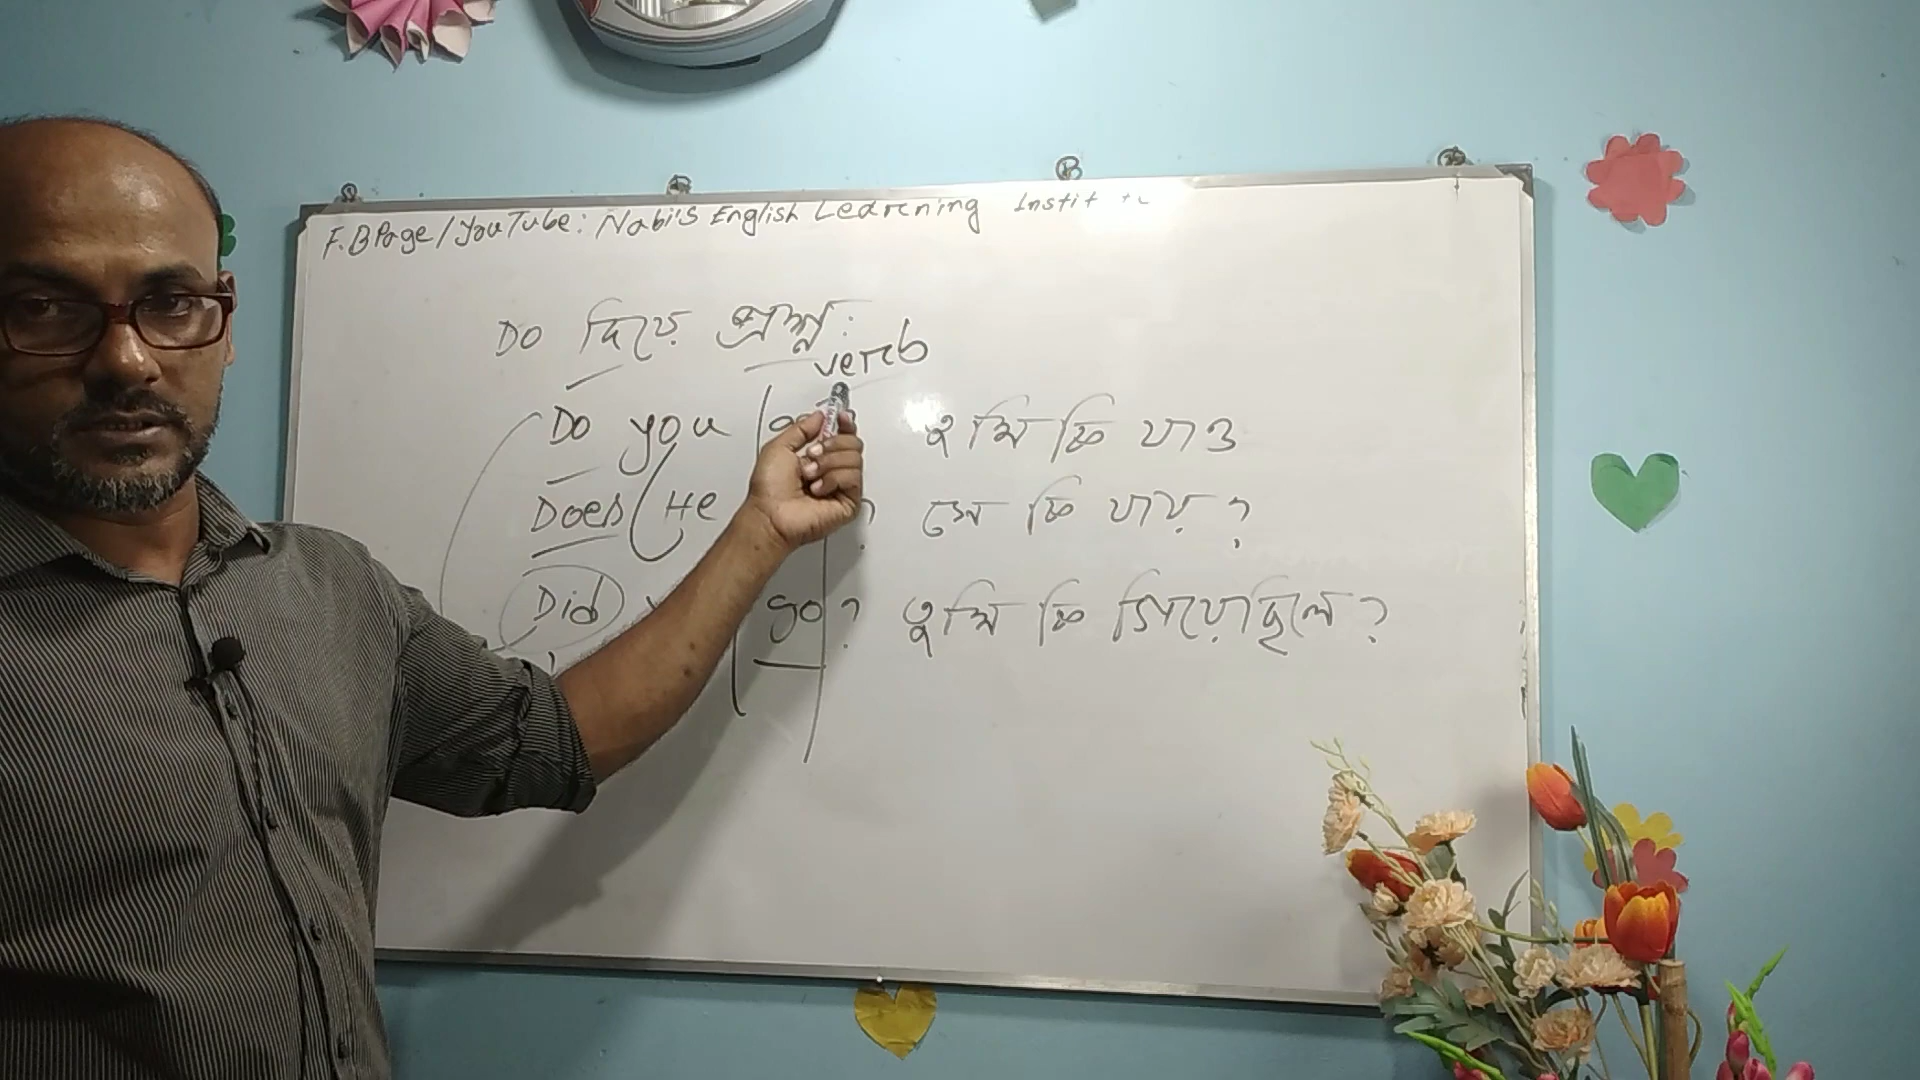 F.B Page/YouTube: Nabi's English Learning Instit
Do দিয়ে প্রশ্ন:
verb
Do you তুমি কি যাও
Does He ? সে কি যায় ?
Did go ? তুমি কি গিয়েছিলে ?